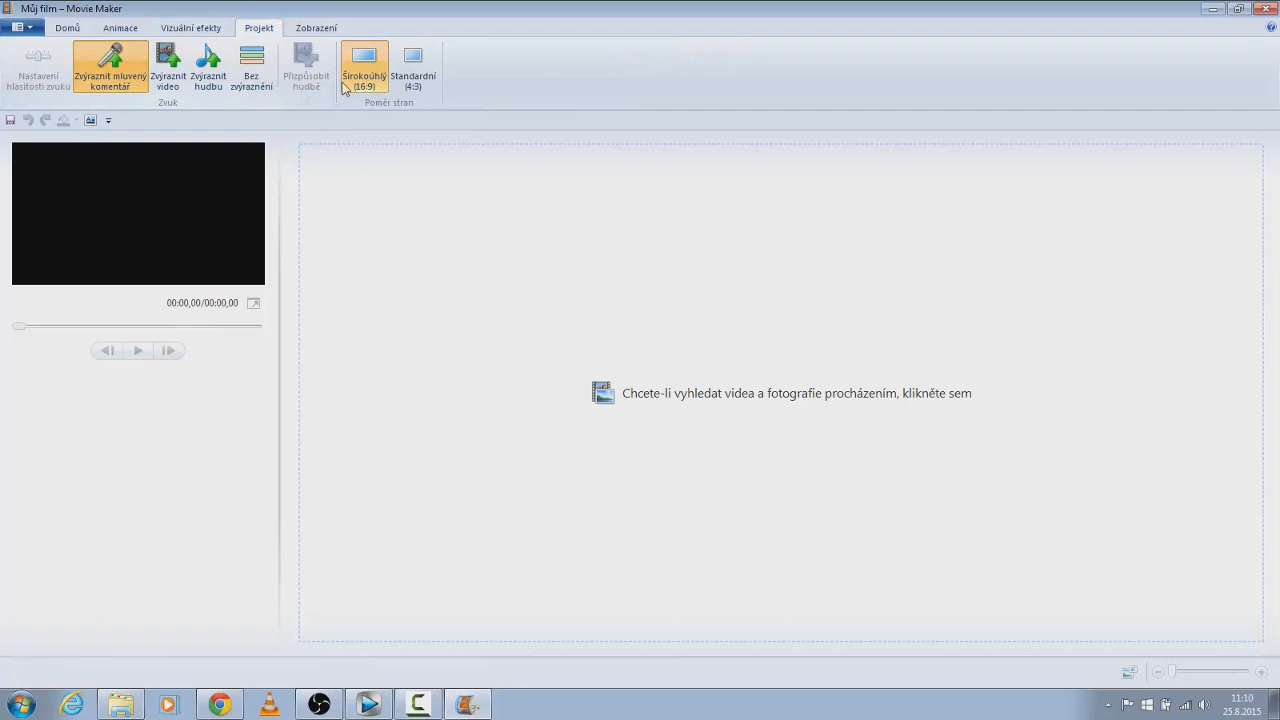 Můj film – Movie Maker
Domů Animace Vizuální efekty Projekt Zobrazení
Nastavení hlasitosti zvuku
Zvýraznit mluvený komentář
Zvýraznit video
Zvýraznit hudbu
Bez zvýraznění
Přizpůsobit hudbě
Širokoúhlý (16:9)
Standardní (4:3)
Zvuk
Poměr stran
00:00,00/00:00,00
Chcete-li vyhledat videa a fotografie procházením, klikněte sem
11:10
25.8.2015